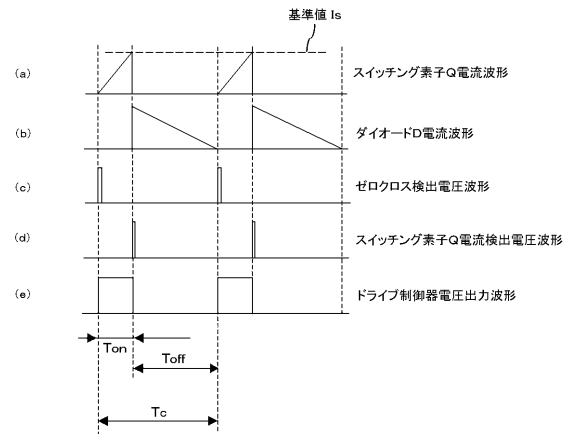 基準値 Is
(a) スイッチング素子Q電流波形
(b) ダイオードD電流波形
(c) ゼロクロス検出電圧波形
(d) スイッチング素子Q電流検出電圧波形
(e) ドライブ制御器電圧出力波形
Ton
Toff
Tc